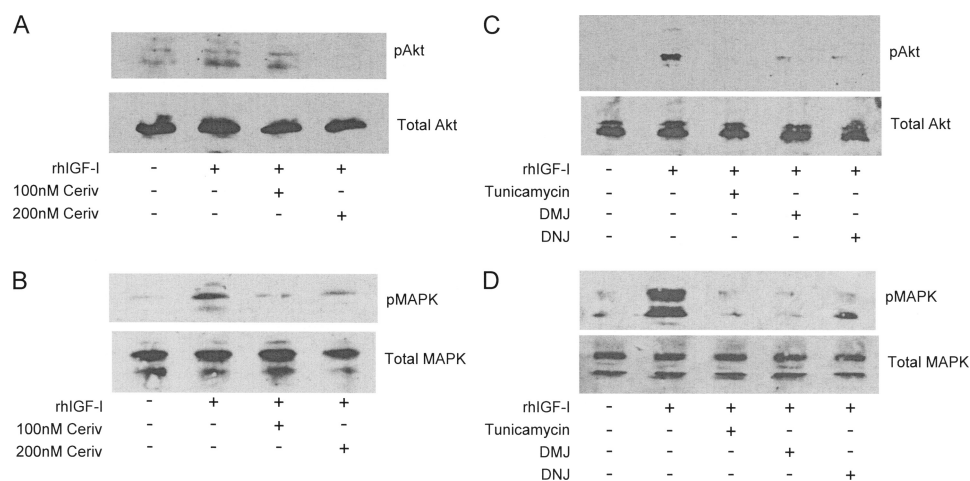 A
pAkt
Total Akt
rhIGF-I - + + +
100nM Ceriv - - + -
200nM Ceriv - - - +
B
pMAPK
Total MAPK
rhIGF-I - + + +
100nM Ceriv - - + -
200nM Ceriv - - - +
C
pAkt
Total Akt
rhIGF-I - + + + +
Tunicamycin - - + - -
DMJ - - - + -
DNJ - - - - +
D
pMAPK
Total MAPK
rhIGF-I - + + + +
Tunicamycin - - + - -
DMJ - - - + -
DNJ - - - - +